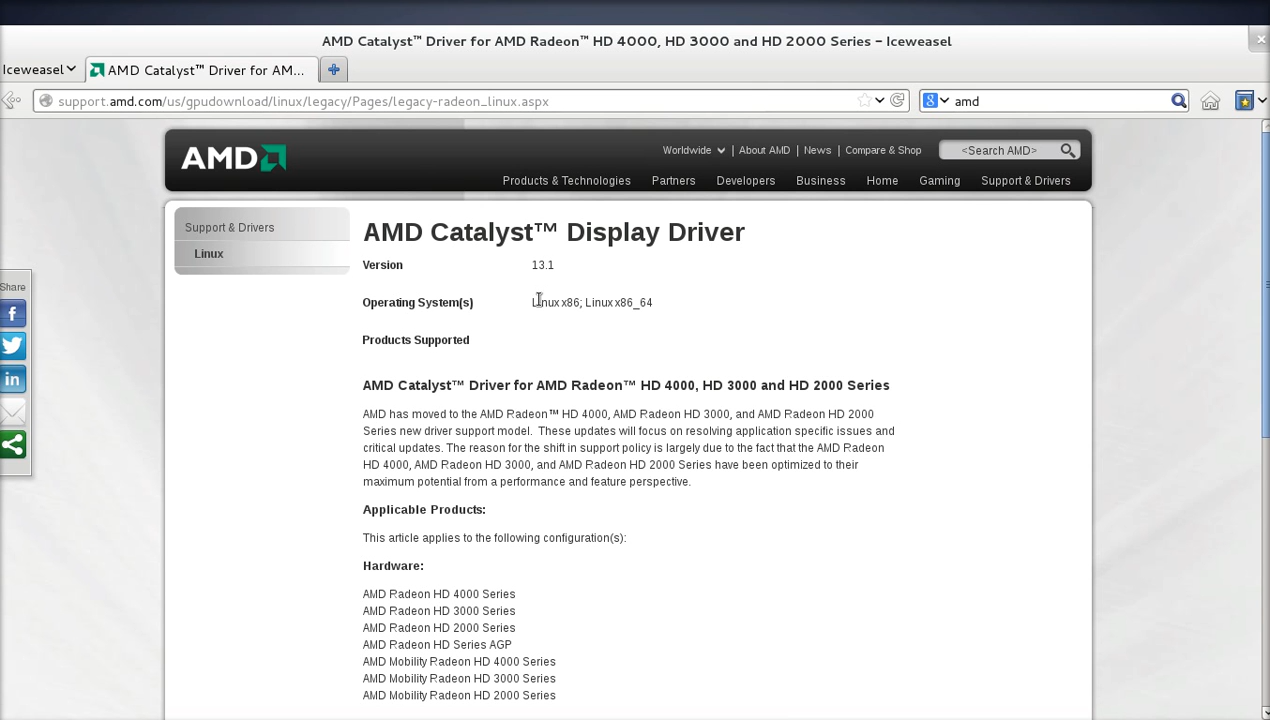 AMD Catalyst™ Driver for AMD Radeon™ HD 4000, HD 3000 and HD 2000 Series - Iceweasel
Iceweasel
AMD Catalyst™ Driver for AM...
support.amd.com/us/gpudownload/linux/legacy/Pages/legacy-radeon_linux.aspx
amd
AMD
Worldwide | About AMD | News | Compare & Shop
<Search AMD>
Products & Technologies Partners Developers Business Home Gaming Support & Drivers
Support & Drivers
Linux
Share
AMD Catalyst™ Display Driver
Version 13.1
Operating System(s) Linux x86; Linux x86_64
Products Supported
AMD Catalyst™ Driver for AMD Radeon™ HD 4000, HD 3000 and HD 2000 Series
AMD has moved to the AMD Radeon™ HD 4000, AMD Radeon HD 3000, and AMD Radeon HD 2000
Series new driver support model. These updates will focus on resolving application specific issues and
critical updates. The reason for the shift in support policy is largely due to the fact that the AMD Radeon
HD 4000, AMD Radeon HD 3000, and AMD Radeon HD 2000 Series have been optimized to their
maximum potential from a performance and feature perspective.
Applicable Products:
This article applies to the following configuration(s):
Hardware:
AMD Radeon HD 4000 Series
AMD Radeon HD 3000 Series
AMD Radeon HD 2000 Series
AMD Radeon HD Series AGP
AMD Mobility Radeon HD 4000 Series
AMD Mobility Radeon HD 3000 Series
AMD Mobility Radeon HD 2000 Series